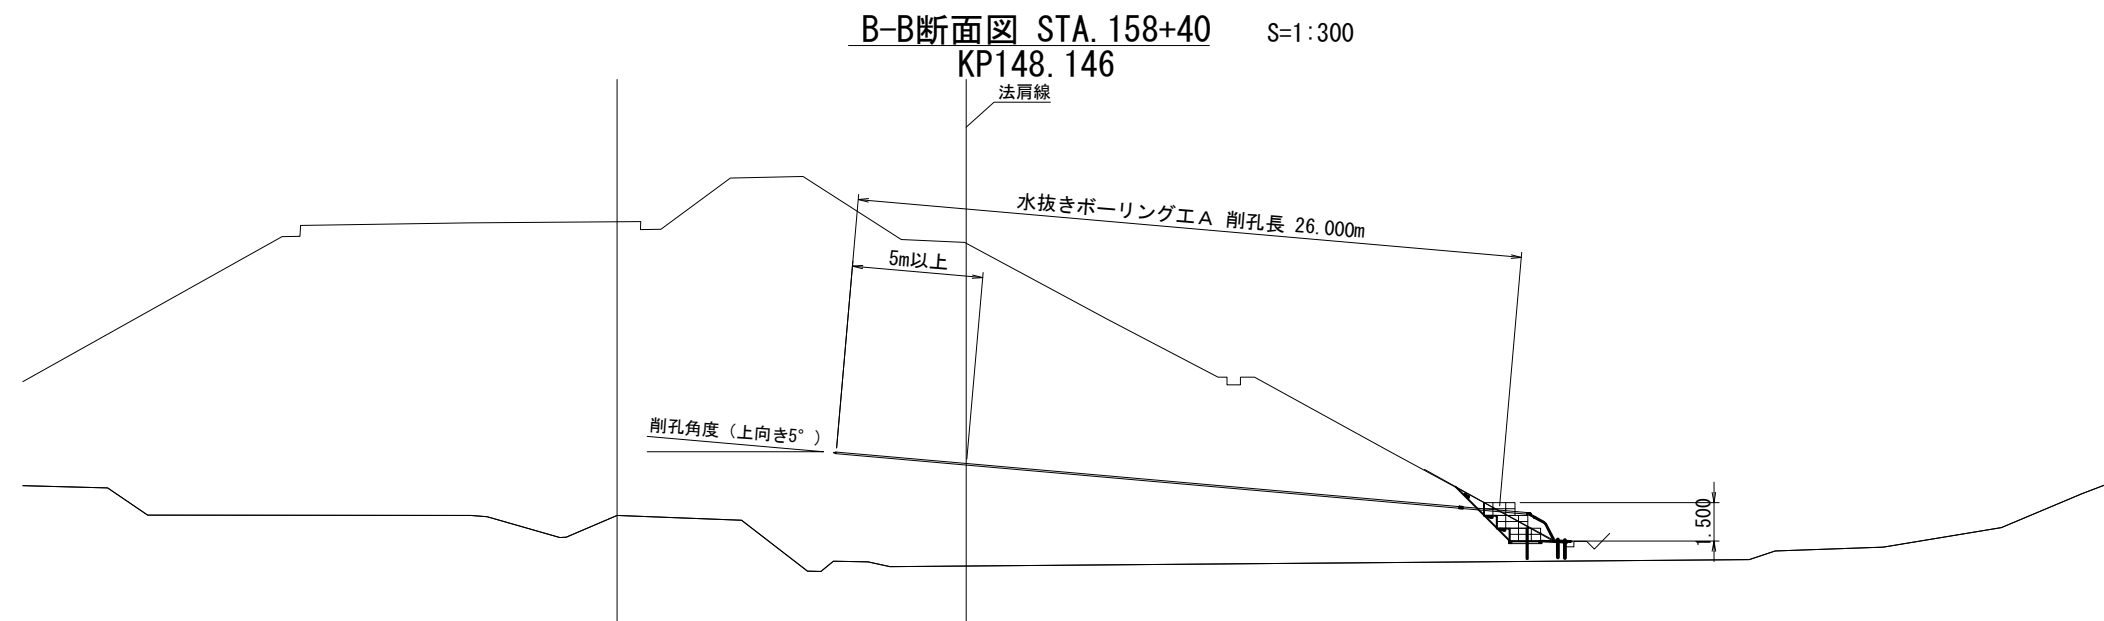 B-B断面図 STA.158+40 S=1:300
KP148.146
法肩線
水抜きボーリング工A 削孔長 26.000m
5m以上
削孔角度（上向き5°）
1.500